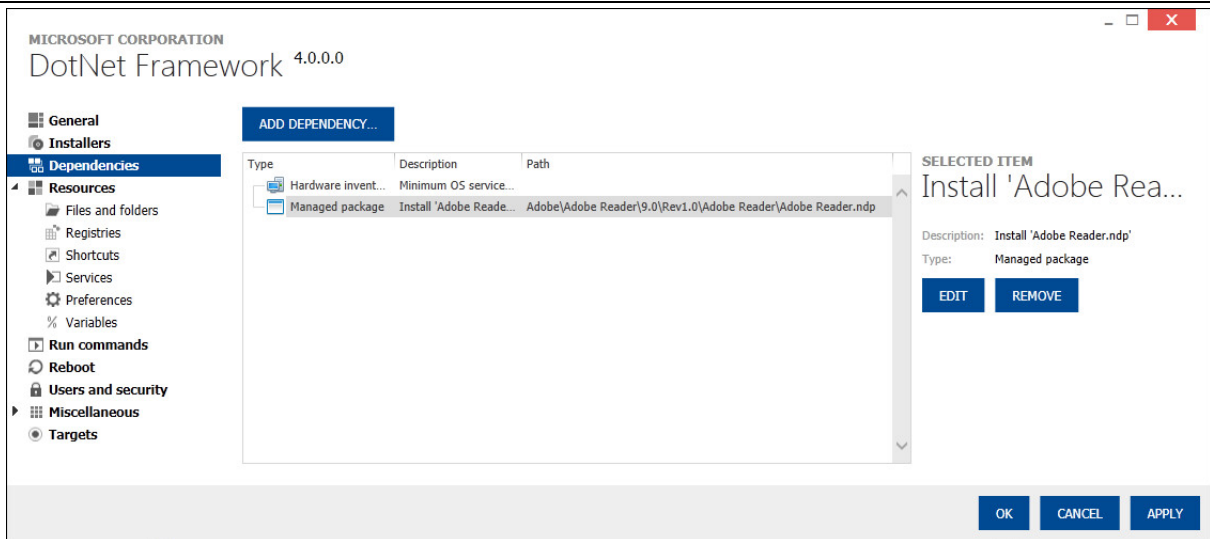 MICROSOFT CORPORATION
DotNet Framework 4.0.0.0
General
Installers
Dependencies
Resources
Files and folders
Registries
Shortcuts
Services
Preferences
% Variables
Run commands
Reboot
Users and security
Miscellaneous
Targets
ADD DEPENDENCY...
Type Description Path
Hardware invent... Minimum OS service...
Managed package Install 'Adobe Reade... Adobe\Adobe Reader\9.0\Rev1.0\Adobe Reader\Adobe Reader.ndp
SELECTED ITEM
Install 'Adobe Rea...
Description: Install 'Adobe Reader.ndp'
Type: Managed package
EDIT REMOVE
OK CANCEL APPLY